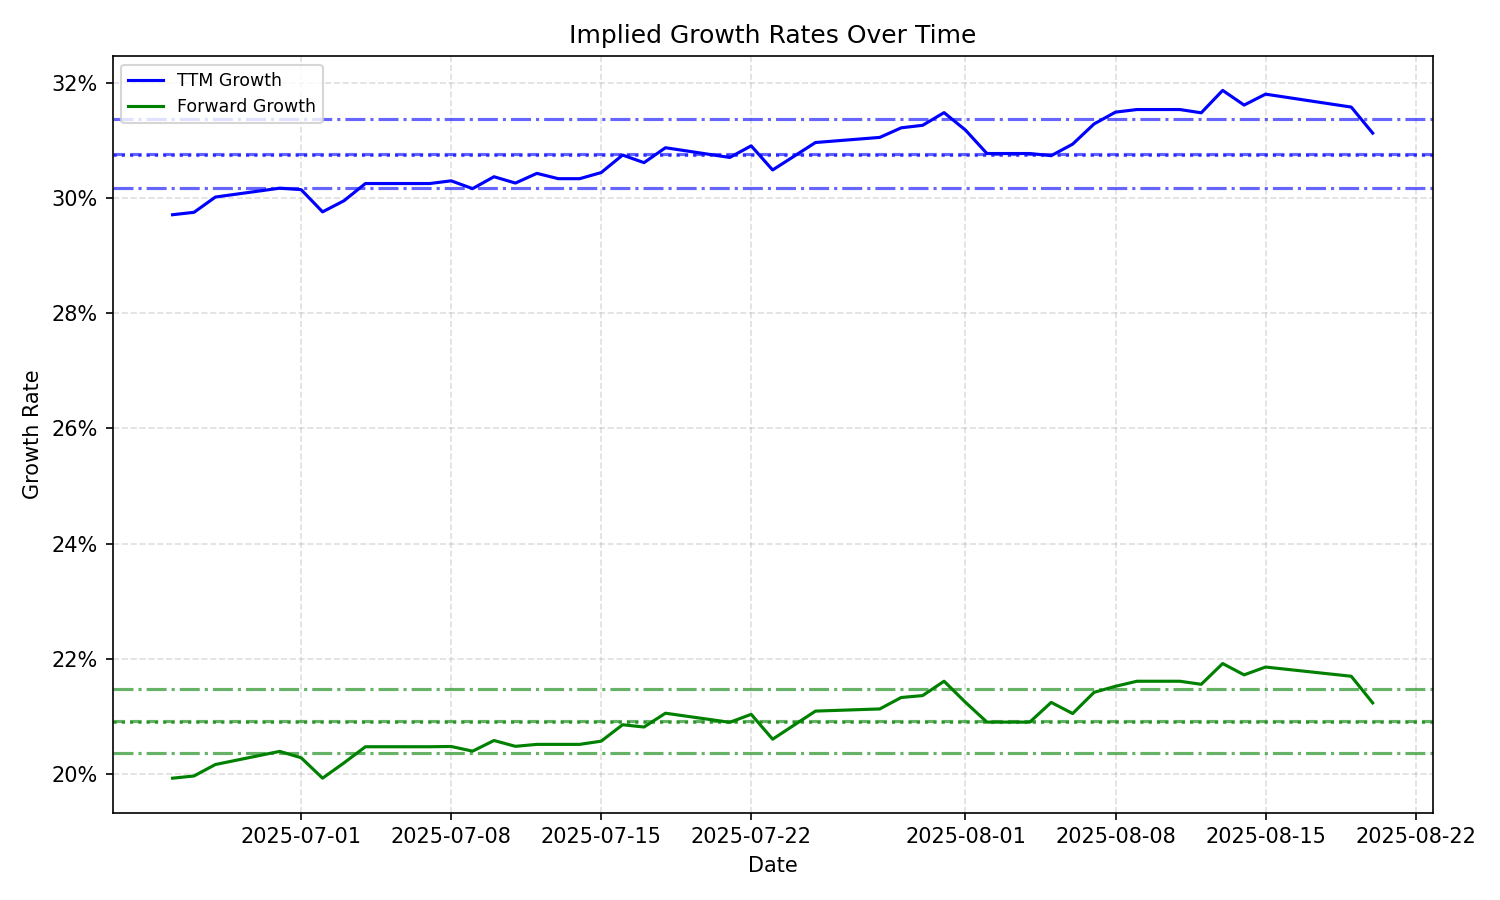 Implied Growth Rates Over Time
TTM Growth
Forward Growth
32%
30%
28%
26%
24%
22%
20%
Growth Rate
2025-07-01 2025-07-08 2025-07-15 2025-07-22 2025-08-01 2025-08-08 2025-08-15 2025-08-22
Date